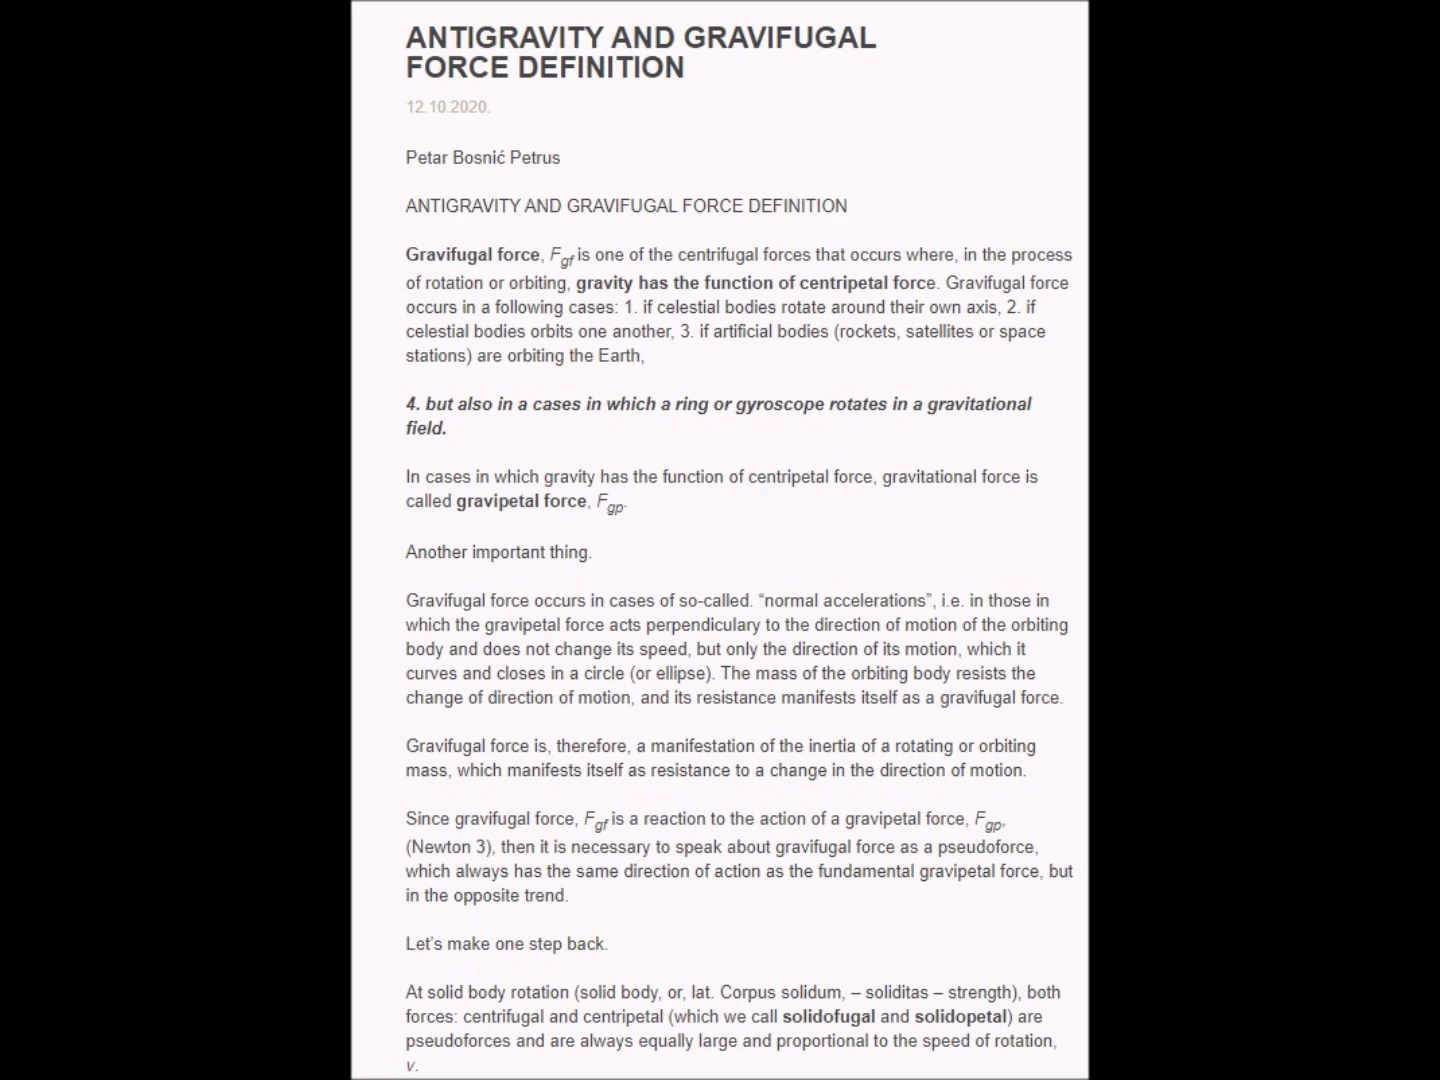 ANTIGRAVITY AND GRAVIFUGAL
FORCE DEFINITION
12.10.2020.
Petar Bosnić Petrus
ANTIGRAVITY AND GRAVIFUGAL FORCE DEFINITION
Gravifugal force, Fgf is one of the centrifugal forces that occurs where, in the process
of rotation or orbiting, gravity has the function of centripetal force. Gravifugal force
occurs in a following cases: 1. if celestial bodies rotate around their own axis, 2. if
celestial bodies orbits one another, 3. if artificial bodies (rockets, satellites or space
stations) are orbiting the Earth,
4. but also in a cases in which a ring or gyroscope rotates in a gravitational
field.
In cases in which gravity has the function of centripetal force, gravitational force is
called gravipetal force, Fgp.
Another important thing.
Gravifugal force occurs in cases of so-called. “normal accelerations”, i.e. in those in
which the gravipetal force acts perpendiculary to the direction of motion of the orbiting
body and does not change its speed, but only the direction of its motion, which it
curves and closes in a circle (or ellipse). The mass of the orbiting body resists the
change of direction of motion, and its resistance manifests itself as a gravifugal force.
Gravifugal force is, therefore, a manifestation of the inertia of a rotating or orbiting
mass, which manifests itself as resistance to a change in the direction of motion.
Since gravifugal force, Fgf is a reaction to the action of a gravipetal force, Fgp,
(Newton 3), then it is necessary to speak about gravifugal force as a pseudoforce,
which always has the same direction of action as the fundamental gravipetal force, but
in the opposite trend.
Let’s make one step back.
At solid body rotation (solid body, or, lat. Corpus solidum, – soliditas – strength), both
forces: centrifugal and centripetal (which we call solidofugal and solidopetal) are
pseudoforces and are always equally large and proportional to the speed of rotation,
v.